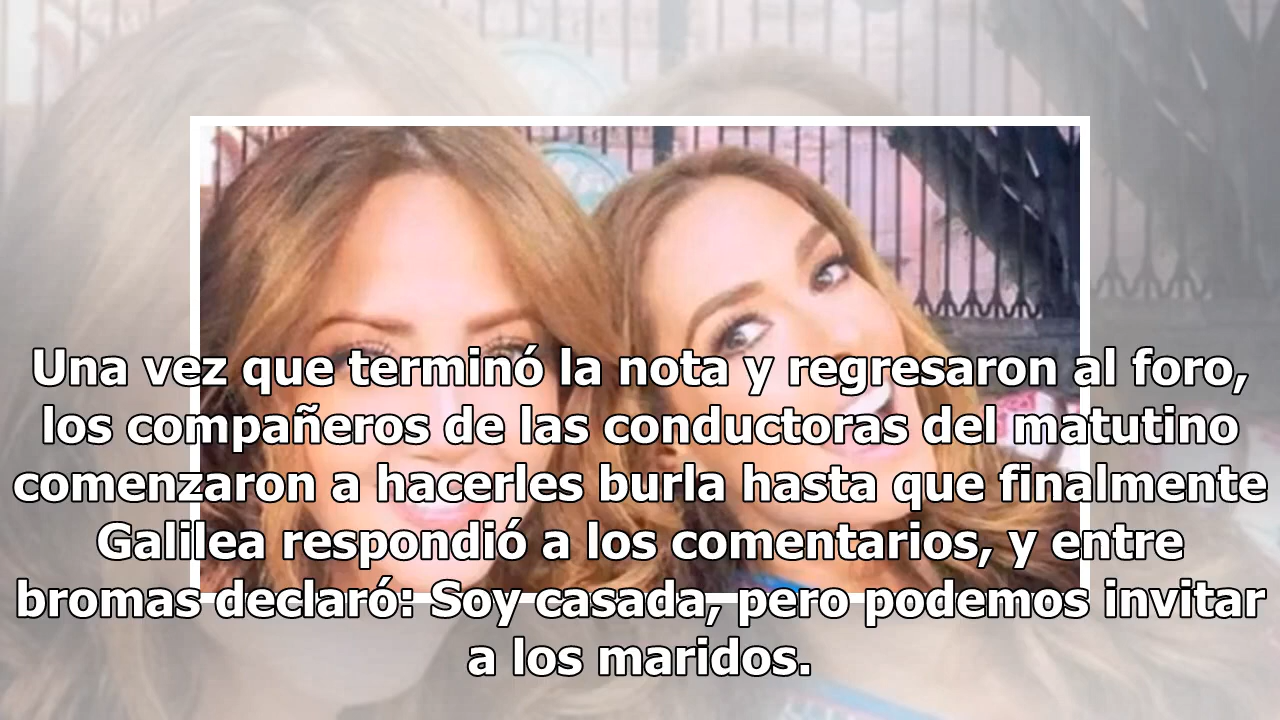 Una vez que terminó la nota y regresaron al foro,
los compañeros de las conductoras del matutino
comenzaron a hacerles burla hasta que finalmente
Galilea respondió a los comentarios, y entre
bromas declaró: Soy casada, pero podemos invitar
a los maridos.